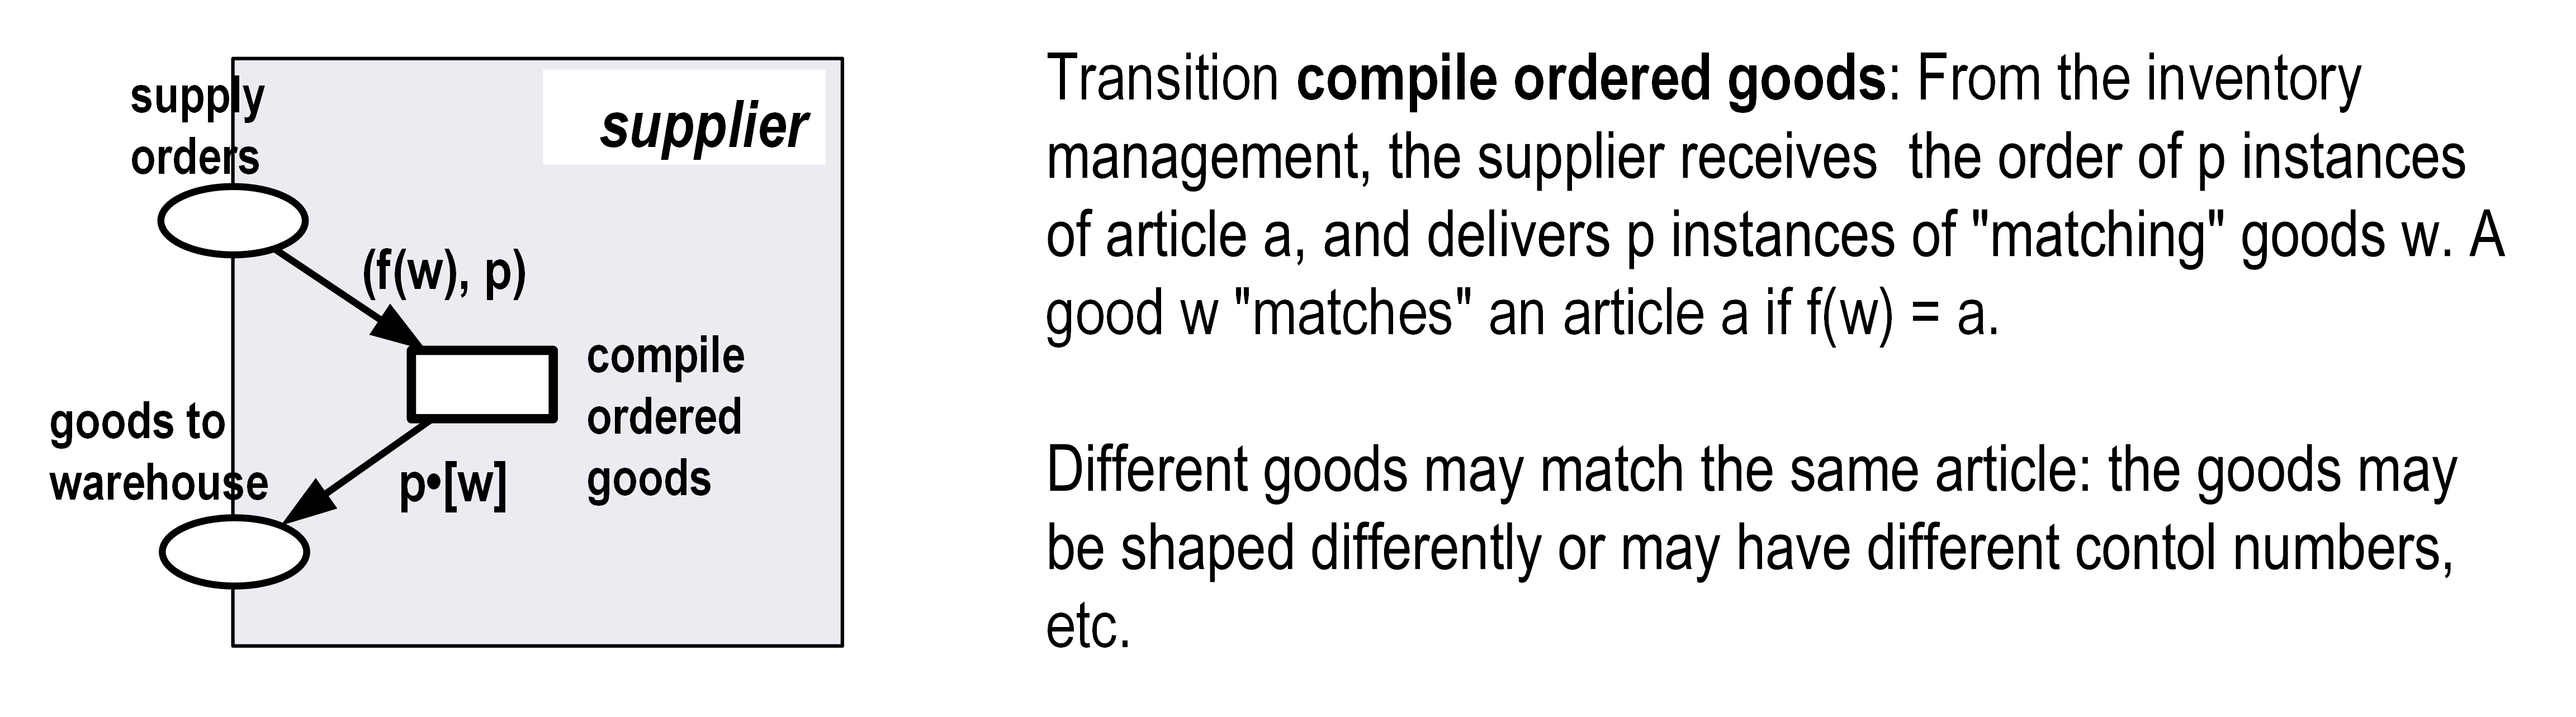 supply
orders
supplier
(f(w), p)
compile
ordered
goods
goods to
warehouse
p•[w]
Transition compile ordered goods: From the inventory
management, the supplier receives  the order of p instances
of article a, and delivers p instances of "matching" goods w. A
good w "matches" an article a if f(w) = a.
Different goods may match the same article: the goods may
be shaped differently or may have different contol numbers,
etc.